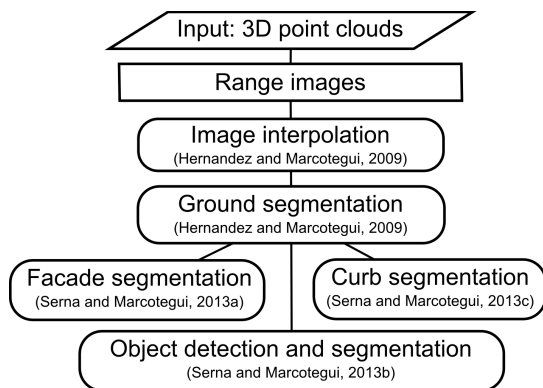 Input: 3D point clouds
Range images
Image interpolation
(Hernandez and Marcotegui, 2009)
Ground segmentation
(Hernandez and Marcotegui, 2009)
Facade segmentation
(Serna and Marcotegui, 2013a)
Curb segmentation
(Serna and Marcotegui, 2013c)
Object detection and segmentation
(Serna and Marcotegui, 2013b)